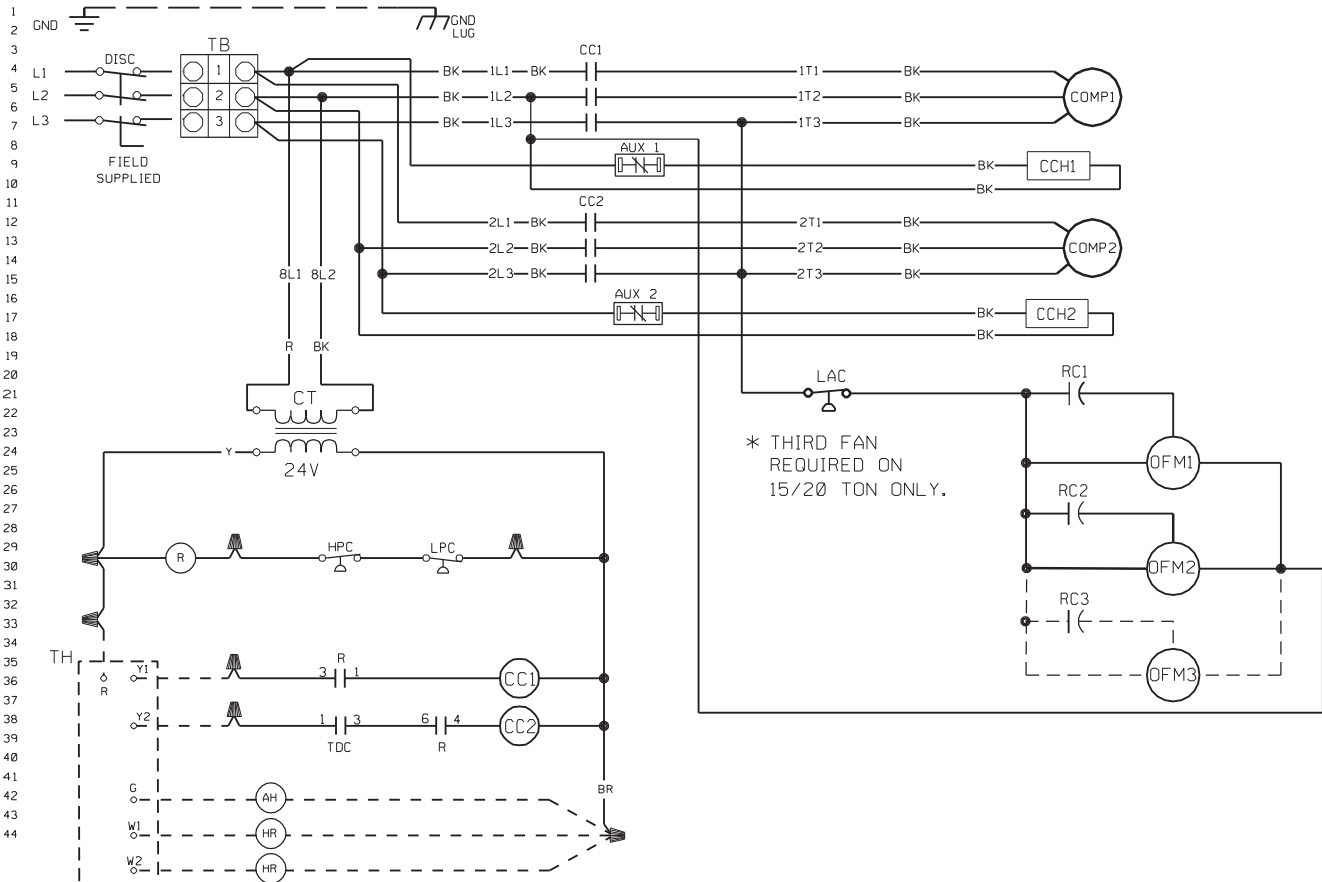 1
2
3
4
5
6
7
8
9
10
11
12
13
14
15
16
17
18
19
20
21
22
23
24
25
26
27
28
29
30
31
32
33
34
35
36
37
38
39
40
41
42
43
44
GND
GND
LUG
TB
DISC
CC1
L1
1
BK 1L1 BK
1T1 BK
L2
2
BK 1L2
1T2 BK
COMP1
L3
3
BK 1L3
1T3 BK
FIELD
SUPPLIED
AUX 1
BK
CCH1
BK
CC2
2L1 BK
2T1 BK
2L2 BK
2T2 BK
COMP2
8L1 8L2
2L3 BK
2T3 BK
AUX 2
BK
CCH2
BK
R BK
LAC
RC1
CT
* THIRD FAN
REQUIRED ON
15/20 TON ONLY.
Y
24V
OFM1
RC2
R
HPC
LPC
OFM2
RC3
TH
R
Y1
3 R 1
CC1
OFM3
Y2
1 3
TDC
6 4
R
CC2
BR
G
AH
W1
HR
W2
HR